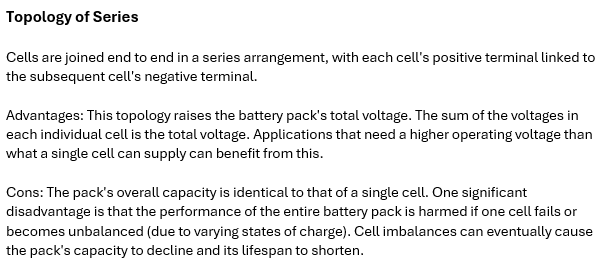 Topology of Series
Cells are joined end to end in a series arrangement, with each cell's positive terminal linked to
the subsequent cell's negative terminal.
Advantages: This topology raises the battery pack's total voltage. The sum of the voltages in
each individual cell is the total voltage. Applications that need a higher operating voltage than
what a single cell can supply can benefit from this.
Cons: The pack's overall capacity is identical to that of a single cell. One significant
disadvantage is that the performance of the entire battery pack is harmed if one cell fails or
becomes unbalanced (due to varying states of charge). Cell imbalances can eventually cause
the pack's capacity to decline and its lifespan to shorten.